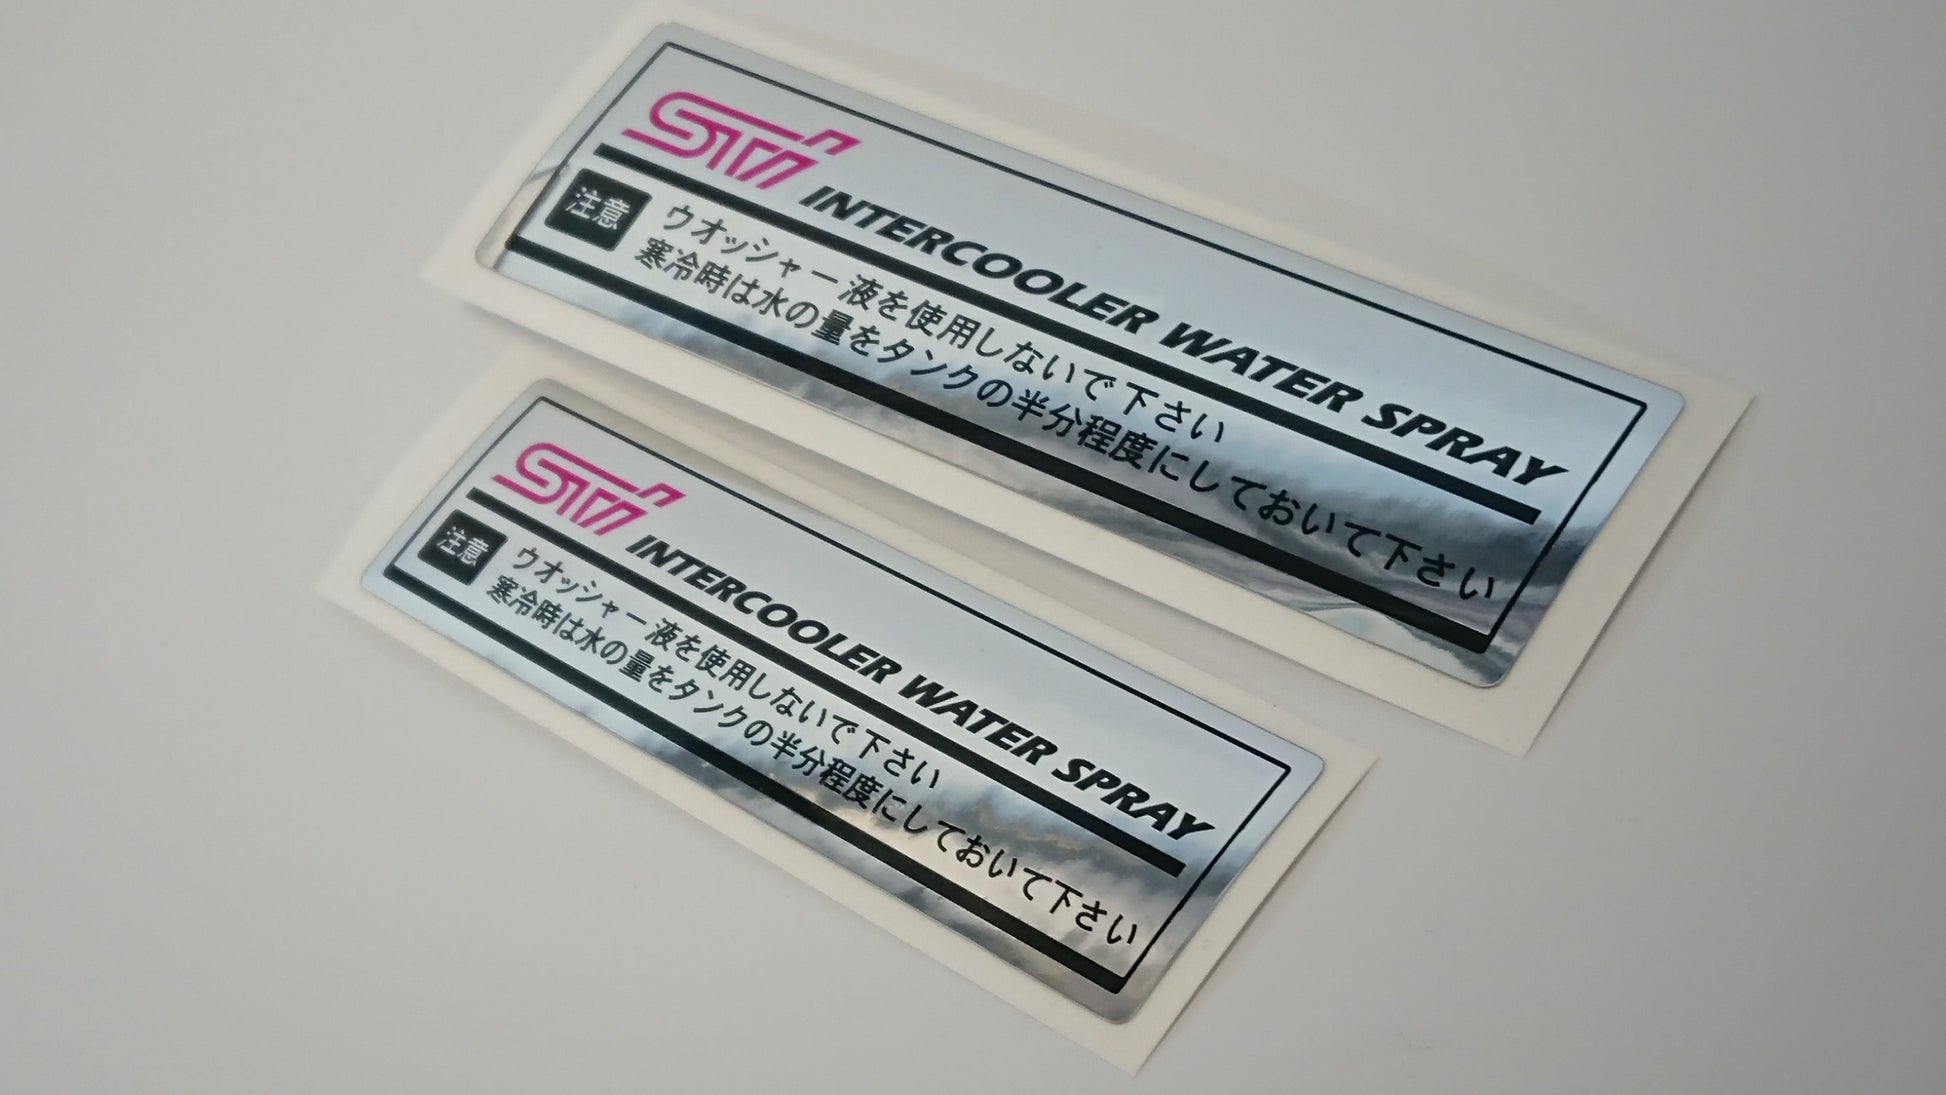 STi INTERCOOLER WATER SPRAY
注意
ウオッシャー液を使用しないで下さい
寒冷時は水の量をタンクの半分程度にしておいて下さい
STi INTERCOOLER WATER SPRAY
注意
ウオッシャー液を使用しないで下さい
寒冷時は水の量をタンクの半分程度にしておいて下さい